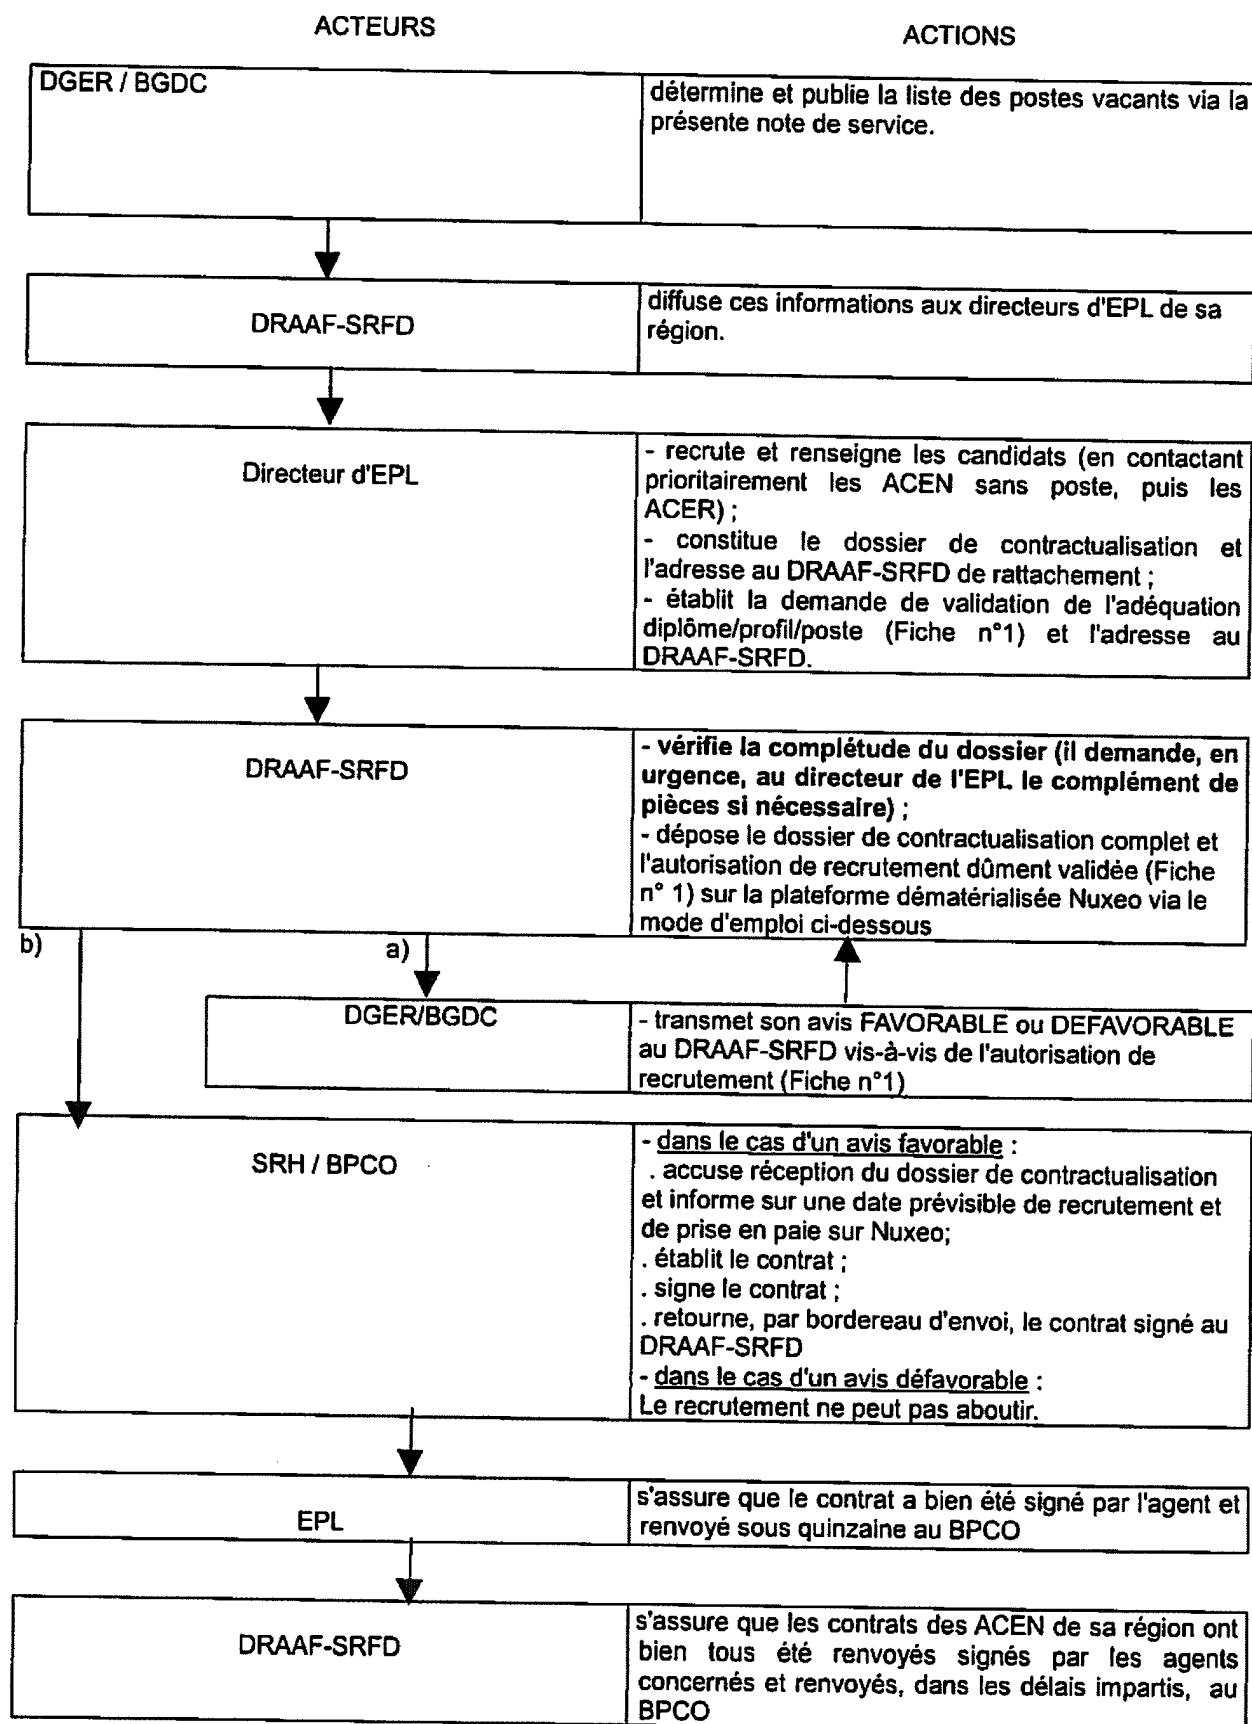 ACTEURS
ACTIONS
DGER / BGDC
détermine et publie la liste des postes vacants via la
présente note de service.
DRAAF-SRFD
diffuse ces informations aux directeurs d'EPL de sa
région.
Directeur d'EPL
- recrute et renseigne les candidats (en contactant
prioritairement les ACEN sans poste, puis les
ACER) ;
- constitue le dossier de contractualisation et
l'adresse au DRAAF-SRFD de rattachement ;
- établit la demande de validation de l'adéquation
diplôme/profil/poste (Fiche n°1) et l'adresse au
DRAAF-SRFD.
DRAAF-SRFD
- vérifie la complétude du dossier (il demande, en
urgence, au directeur de l'EPL le complément de
pièces si nécessaire) ;
- dépose le dossier de contractualisation complet et
l'autorisation de recrutement dûment validée (Fiche
n° 1) sur la plateforme dématérialisée Nuxeo via le
mode d'emploi ci-dessous
b)
a)
DGER/BGDC
- transmet son avis FAVORABLE ou DEFAVORABLE
au DRAAF-SRFD vis-à-vis de l'autorisation de
recrutement (Fiche n°1)
SRH / BPCO
- dans le cas d'un avis favorable :
. accuse réception du dossier de contractualisation
et informe sur une date prévisible de recrutement et
de prise en paie sur Nuxeo;
. établit le contrat ;
. signe le contrat ;
. retourne, par bordereau d'envoi, le contrat signé au
DRAAF-SRFD
- dans le cas d'un avis défavorable :
Le recrutement ne peut pas aboutir.
EPL
s'assure que le contrat a bien été signé par l'agent et
renvoyé sous quinzaine au BPCO
DRAAF-SRFD
s'assure que les contrats des ACEN de sa région ont
bien tous été renvoyés signés par les agents
concernés et renvoyés, dans les délais impartis, au
BPCO